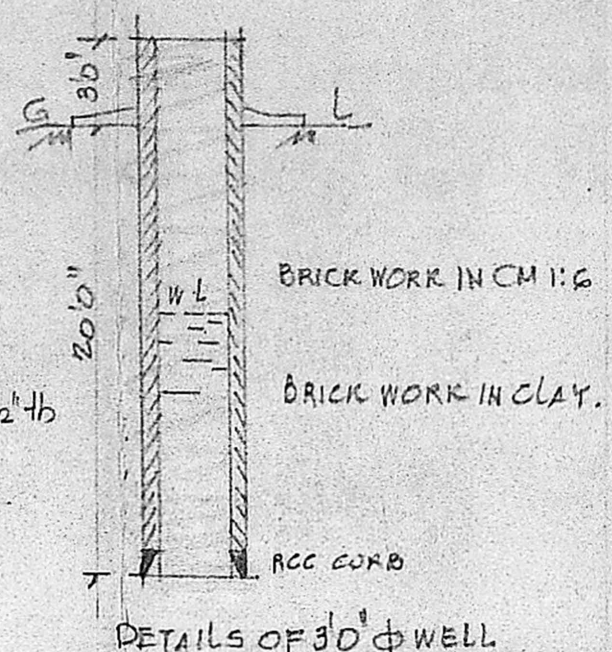 3'0"
G L
20'0"
BRICK WORK IN CM 1:6
W L
BRICK WORK IN CLAY.
RCC CURB
DETAILS OF 3'0" Φ WELL